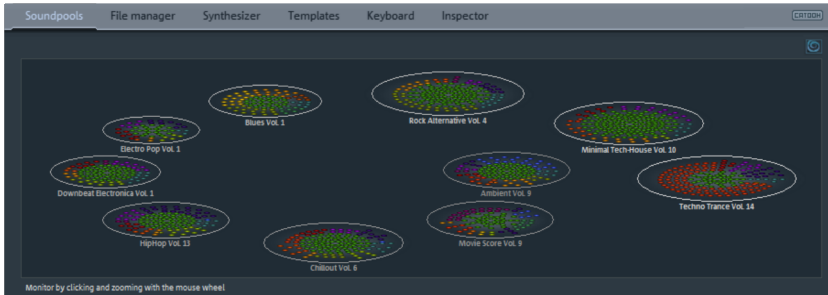 Soundpools File manager Synthesizer Templates Keyboard Inspector CATOON
Rock Alternative Vol. 4
Blues Vol. 1
Electro Pop Vol. 1
Minimal Tech-House Vol. 10
Downbeat Electronica Vol. 1
Ambient Vol. 9
Techno Trance Vol. 14
HipHop Vol. 13
Movie Score Vol. 9
Chillout Vol. 6
Monitor by clicking and zooming with the mouse wheel